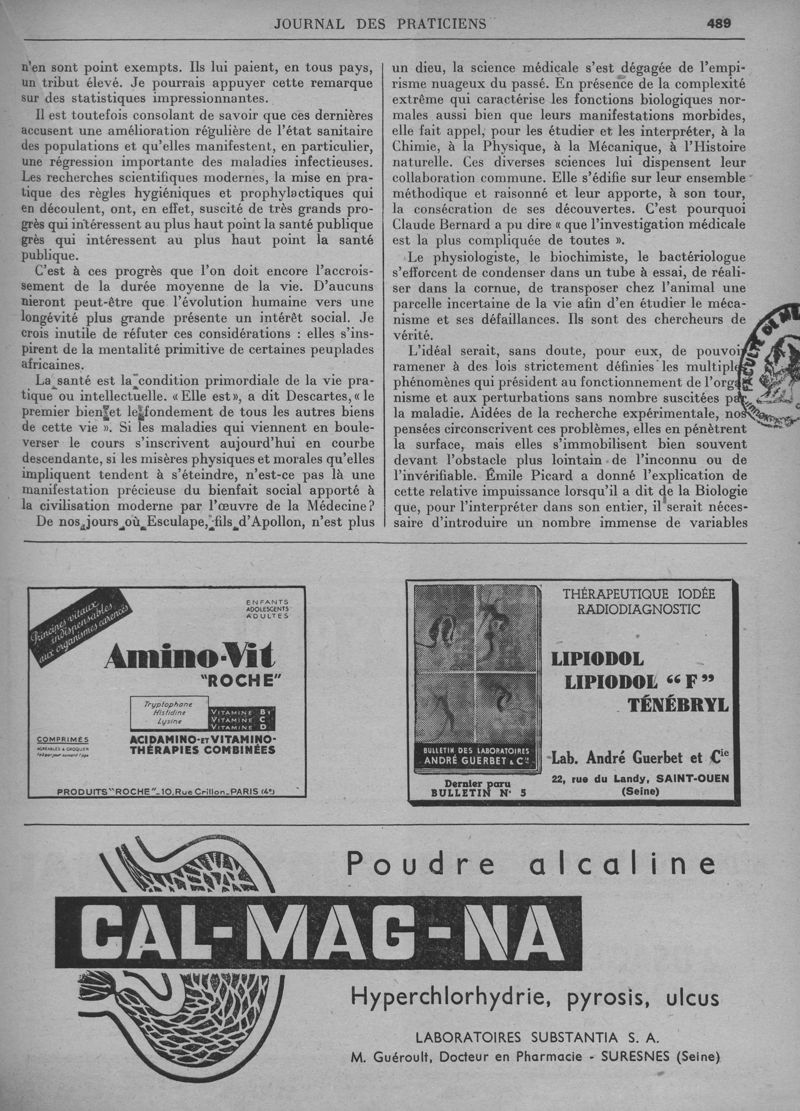 JOURNAL DES PRATICIENS
489
n'en sont point exempts. Ils lui paient, en tous pays,
un tribut élevé. Je pourrais appuyer cette remarque
sur des statistiques impressionnantes.
Il est toutefois consolant de savoir que ces dernières
accusent une amélioration régulière de l'état sanitaire
des populations et qu'elles manifestent, en particulier,
une régression importante des maladies infectieuses.
Les recherches scientifiques modernes, la mise en pra-
tique des règles hygiéniques et prophylactiques qui
en découlent, ont, en effet, suscité de très grands pro-
grès qui intéressent au plus haut point la santé publique
grès qui intéressent au plus haut point la santé
publique.
C'est à ces progrès que l'on doit encore l'accrois-
sement de la durée moyenne de la vie. D'aucuns
nieront peut-être que l'évolution humaine vers une
longévité plus grande présente un intérêt social. Je
crois inutile de réfuter ces considérations : elles s'ins-
pirent de la mentalité primitive de certaines peuplades
africaines.
La santé est la condition primordiale de la vie pra-
tique ou intellectuelle. « Elle est », a dit Descartes, « le
premier bien et le fondement de tous les autres biens
de cette vie ». Si les maladies qui viennent en boule-
verser le cours s'inscrivent aujourd'hui en courbe
descendante, si les misères physiques et morales qu'elles
impliquent tendent à s'éteindre, n'est-ce pas là une
manifestation précieuse du bienfait social apporté à
la civilisation moderne par l'œuvre de la Médecine ?
De nos jours où Esculape, fils d'Apollon, n'est plus
un dieu, la science médicale s'est dégagée de l'empi-
risme nuageux du passé. En présence de la complexité
extrême qui caractérise les fonctions biologiques nor-
males aussi bien que leurs manifestations morbides,
elle fait appel, pour les étudier et les interpréter, à la
Chimie, à la Physique, à la Mécanique, à l'Histoire
naturelle. Ces diverses sciences lui dispensent leur
collaboration commune. Elle s'édifie sur leur ensemble
méthodique et raisonné et leur apporte, à son tour,
la consécration de ses découvertes. C'est pourquoi
Claude Bernard a pu dire « que l'investigation médicale
est la plus compliquée de toutes ».
Le physiologiste, le biochimiste, le bactériologue
s'efforcent de condenser dans un tube à essai, de réali-
ser dans la cornue, de transposer chez l'animal une
parcelle incertaine de la vie afin d'en étudier le méca-
nisme et ses défaillances. Ils sont des chercheurs de
vérité.
L'idéal serait, sans doute, pour eux, de pouvoir
ramener à des lois strictement définies les multiples
phénomènes qui président au fonctionnement de l'orga-
nisme et aux perturbations sans nombre suscitées par
la maladie. Aidées de la recherche expérimentale, nos
pensées circonscrivent ces problèmes, elles en pénètrent
la surface, mais elles s'immobilisent bien souvent
devant l'obstacle plus lointain de l'inconnu ou de
l'invérifiable. Émile Picard a donné l'explication de
cette relative impuissance lorsqu'il a dit de la Biologie
que, pour l'interpréter dans son entier, il serait néces-
saire d'introduire un nombre immense de variables
Principes vitaux
indispensables
aux organismes carencés
ENFANTS
ADOLESCENTS
ADULTES
Amino-Vit
"ROCHE"
Tryptophane
Histidine
Lysine
VITAMINE B1
VITAMINE C
VITAMINE D
COMPRIMÉS
AGRÉABLES A CROQUER
ACIDAMINO-ET VITAMINO-
THÉRAPIES COMBINÉES
PRODUITS "ROCHE"_10, Rue Crillon_PARIS (4e)
BULLETIN DES LABORATOIRES
ANDRÉ GUERBET & Cie
Dernier paru
BULLETIN N° 5
THÉRAPEUTIQUE IODÉE
RADIODIAGNOSTIC
LIPIODOL
LIPIODOL “ F ”
TÉNÉBRYL
Lab. André Guerbet et Cie
22, rue du Landy, SAINT-OUEN
(Seine)
Poudre alcaline
CAL-MAG-NA
Hyperchlorhydrie, pyrosis, ulcus
LABORATOIRES SUBSTANTIA S. A.
M. Guéroult, Docteur en Pharmacie - SURESNES (Seine)